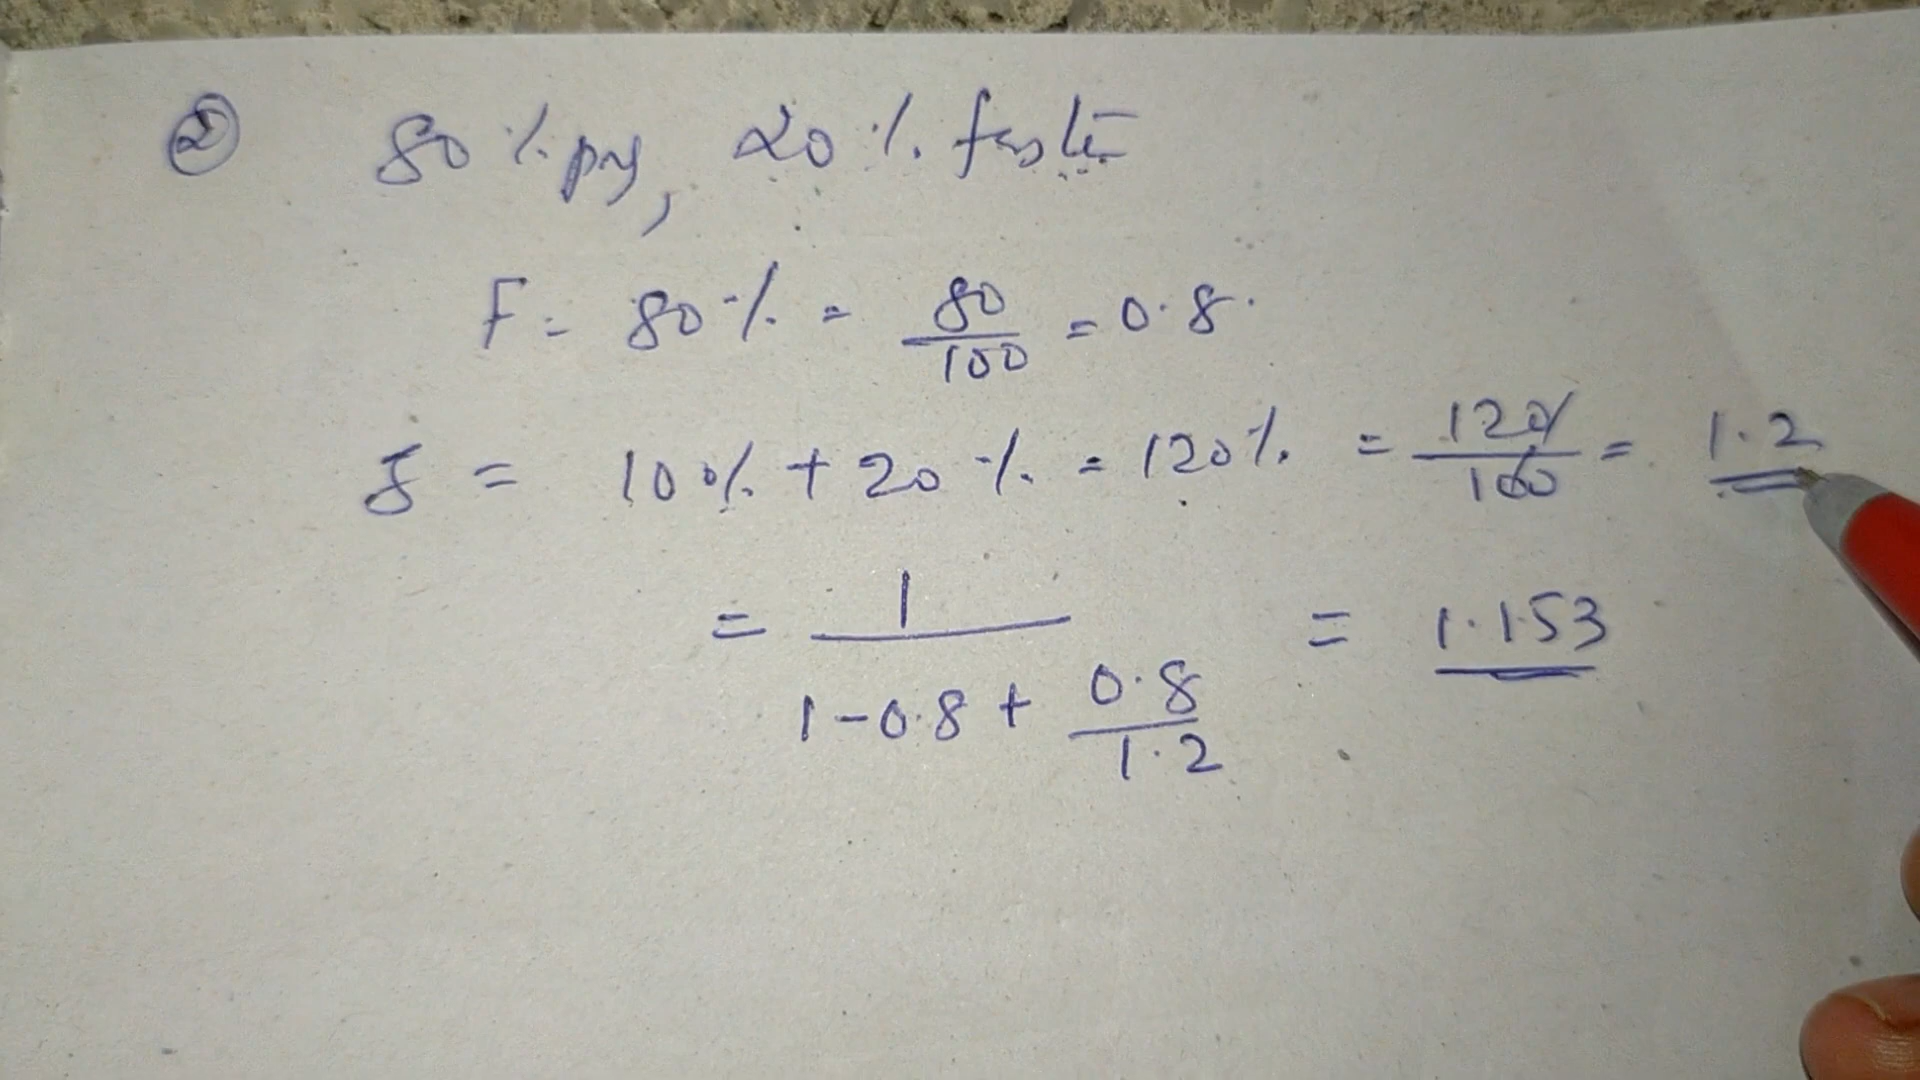 ② 80% prg, 20% faster
F = 80% = 80/100 = 0.8.
S = 100% + 20% = 120% = 120/100 = 1.2
= 1/(1-0.8 + 0.8/1.2) = 1.153